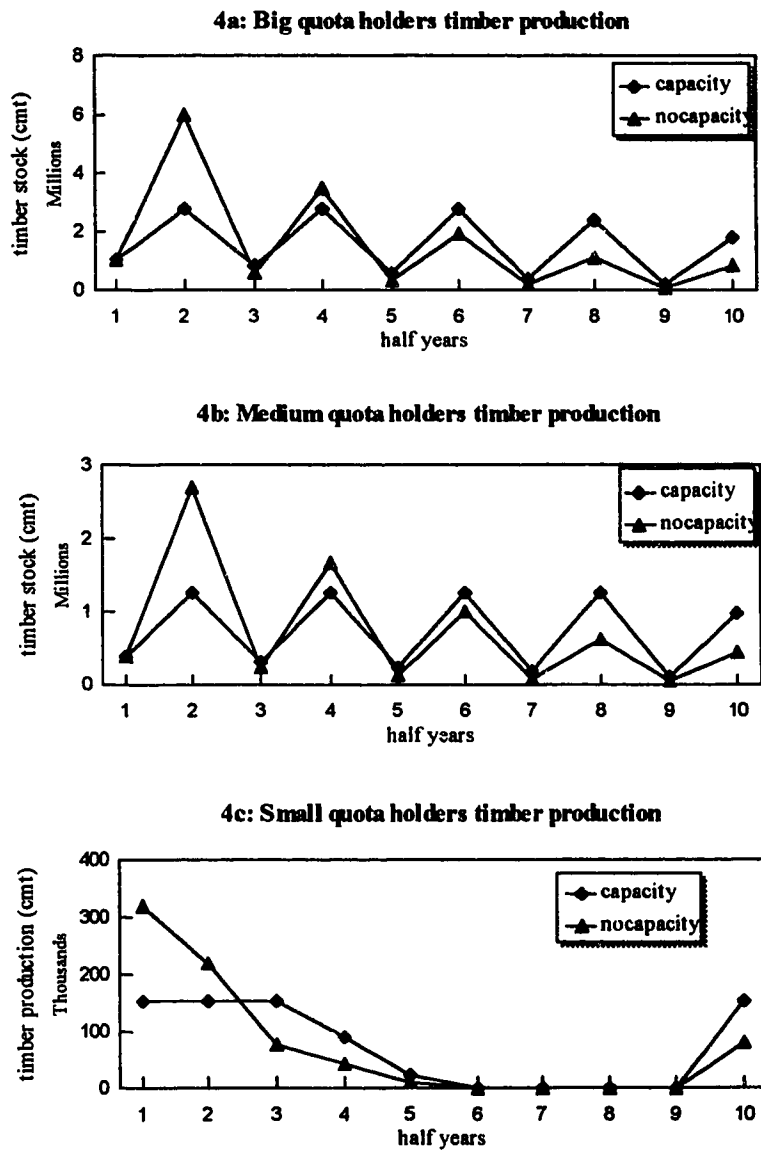 4a: Big quota holders timber production
timber stock (cmt)
Millions
8
6
4
2
0
capacity
nocapacity
1 2 3 4 5 6 7 8 9 10
half years
4b: Medium quota holders timber production
timber stock (cmt)
Millions
3
2
1
0
capacity
nocapacity
1 2 3 4 5 6 7 8 9 10
half years
4c: Small quota holders timber production
timber production (cmt)
Thousands
400
300
200
100
0
capacity
nocapacity
1 2 3 4 5 6 7 8 9 10
half years